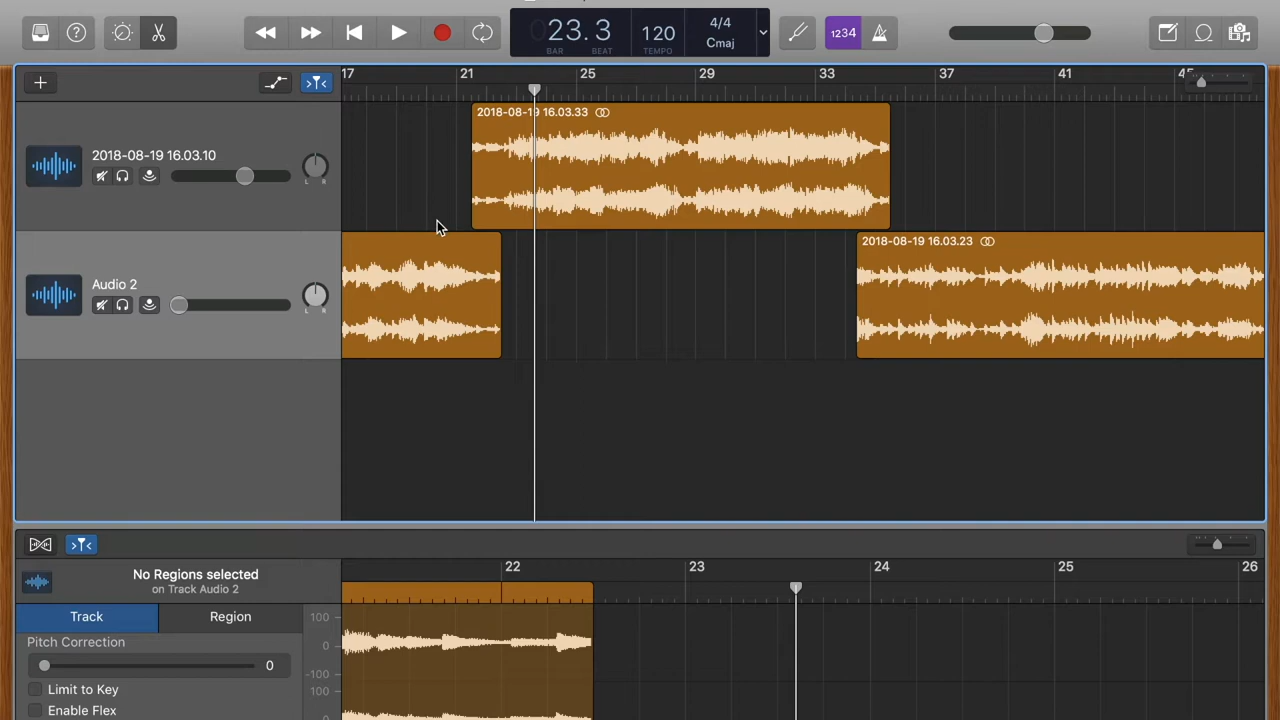 23.3
BAR BEAT
120
TEMPO
4/4
Cmaj
1234
17 21 25 29 33 37 41
2018-08-19 16.03.33
2018-08-19 16.03.10
L R
2018-08-19 16.03.23
Audio 2
L R
No Regions selected
on Track Audio 2
22 23 24 25 26
Track Region
Pitch Correction
0
Limit to Key
Enable Flex
100
0
-100
100
0